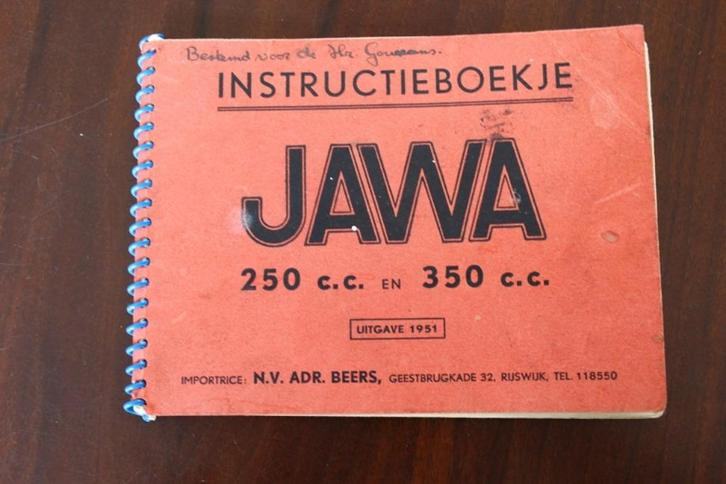 Bestemd voor de Hr.
INSTRUCTIEBOEKJE
JAWA
250 c.c. EN 350 c.c.
UITGAVE 1951
IMPORTRICE: N.V. ADR. BEERS, GEESTBRUGKADE 32, RIJSWIJK, TEL. 118550